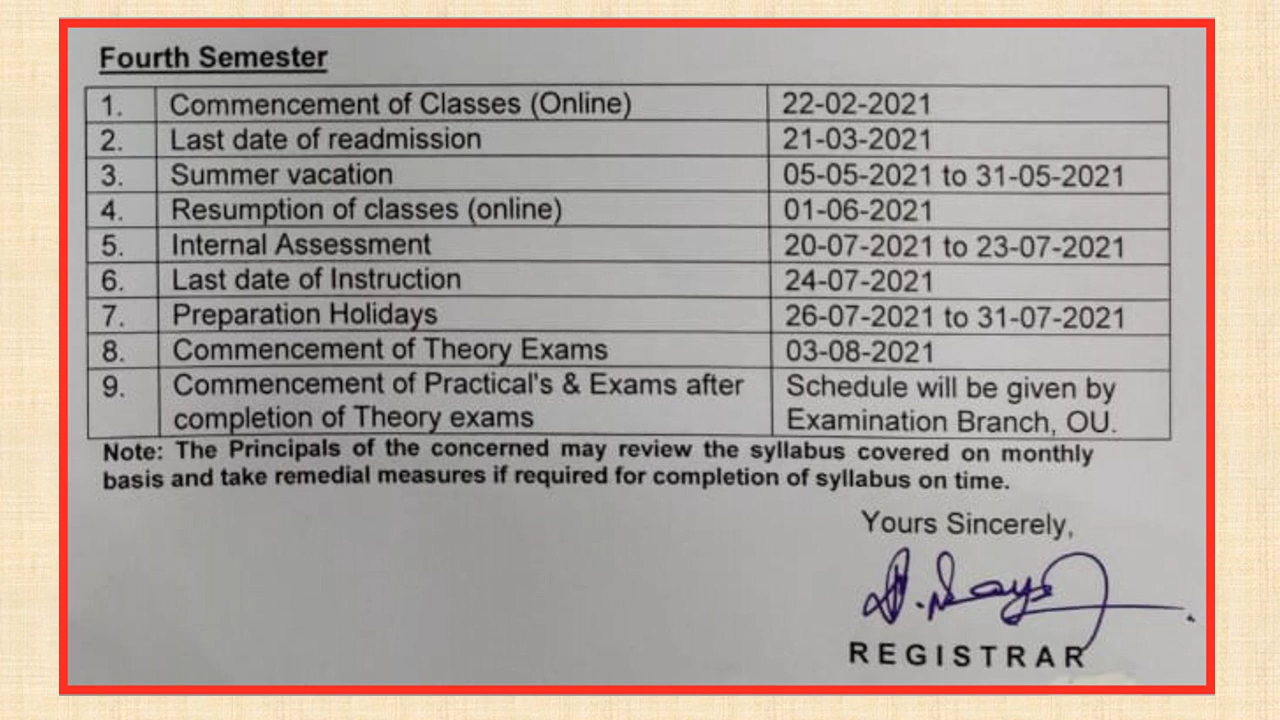 Fourth Semester
1. Commencement of Classes (Online) 22-02-2021
2. Last date of readmission 21-03-2021
3. Summer vacation 05-05-2021 to 31-05-2021
4. Resumption of classes (online) 01-06-2021
5. Internal Assessment 20-07-2021 to 23-07-2021
6. Last date of Instruction 24-07-2021
7. Preparation Holidays 26-07-2021 to 31-07-2021
8. Commencement of Theory Exams 03-08-2021
9. Commencement of Practical's & Exams after Schedule will be given by
completion of Theory exams Examination Branch, OU.
Note: The Principals of the concerned may review the syllabus covered on monthly
basis and take remedial measures if required for completion of syllabus on time.
Yours Sincerely,
REGISTRAR